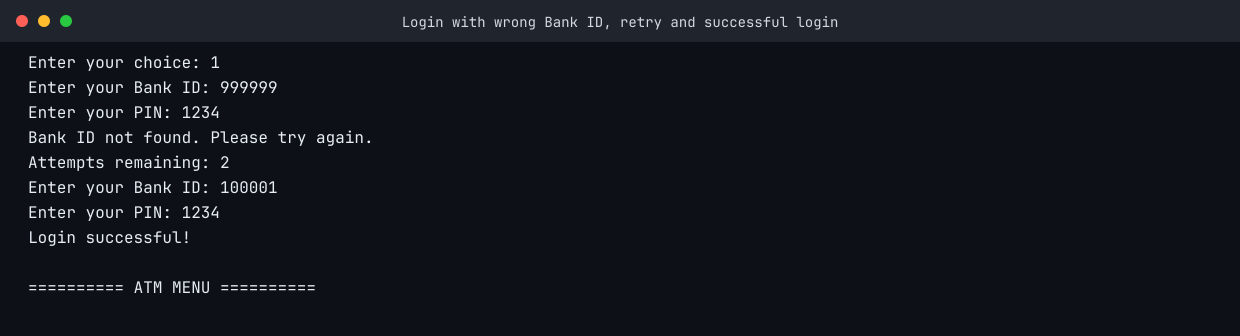 Login with wrong Bank ID, retry and successful login
Enter your choice: 1
Enter your Bank ID: 999999
Enter your PIN: 1234
Bank ID not found. Please try again.
Attempts remaining: 2
Enter your Bank ID: 100001
Enter your PIN: 1234
Login successful!
========== ATM MENU ==========